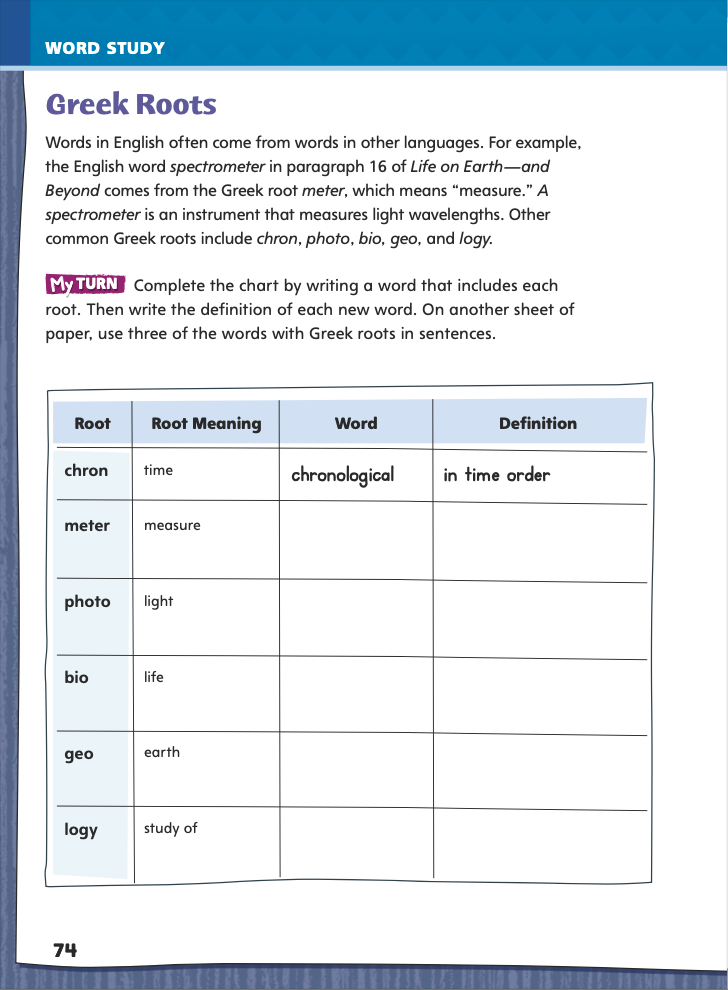 WORD STUDY
Greek Roots
Words in English often come from words in other languages. For example,
the English word spectrometer in paragraph 16 of Life on Earth—and
Beyond comes from the Greek root meter, which means “measure.” A
spectrometer is an instrument that measures light wavelengths. Other
common Greek roots include chron, photo, bio, geo, and logy.
My TURN Complete the chart by writing a word that includes each
root. Then write the definition of each new word. On another sheet of
paper, use three of the words with Greek roots in sentences.
Root Root Meaning Word Definition
chron time chronological in time order
meter measure
photo light
bio life
geo earth
logy study of
74